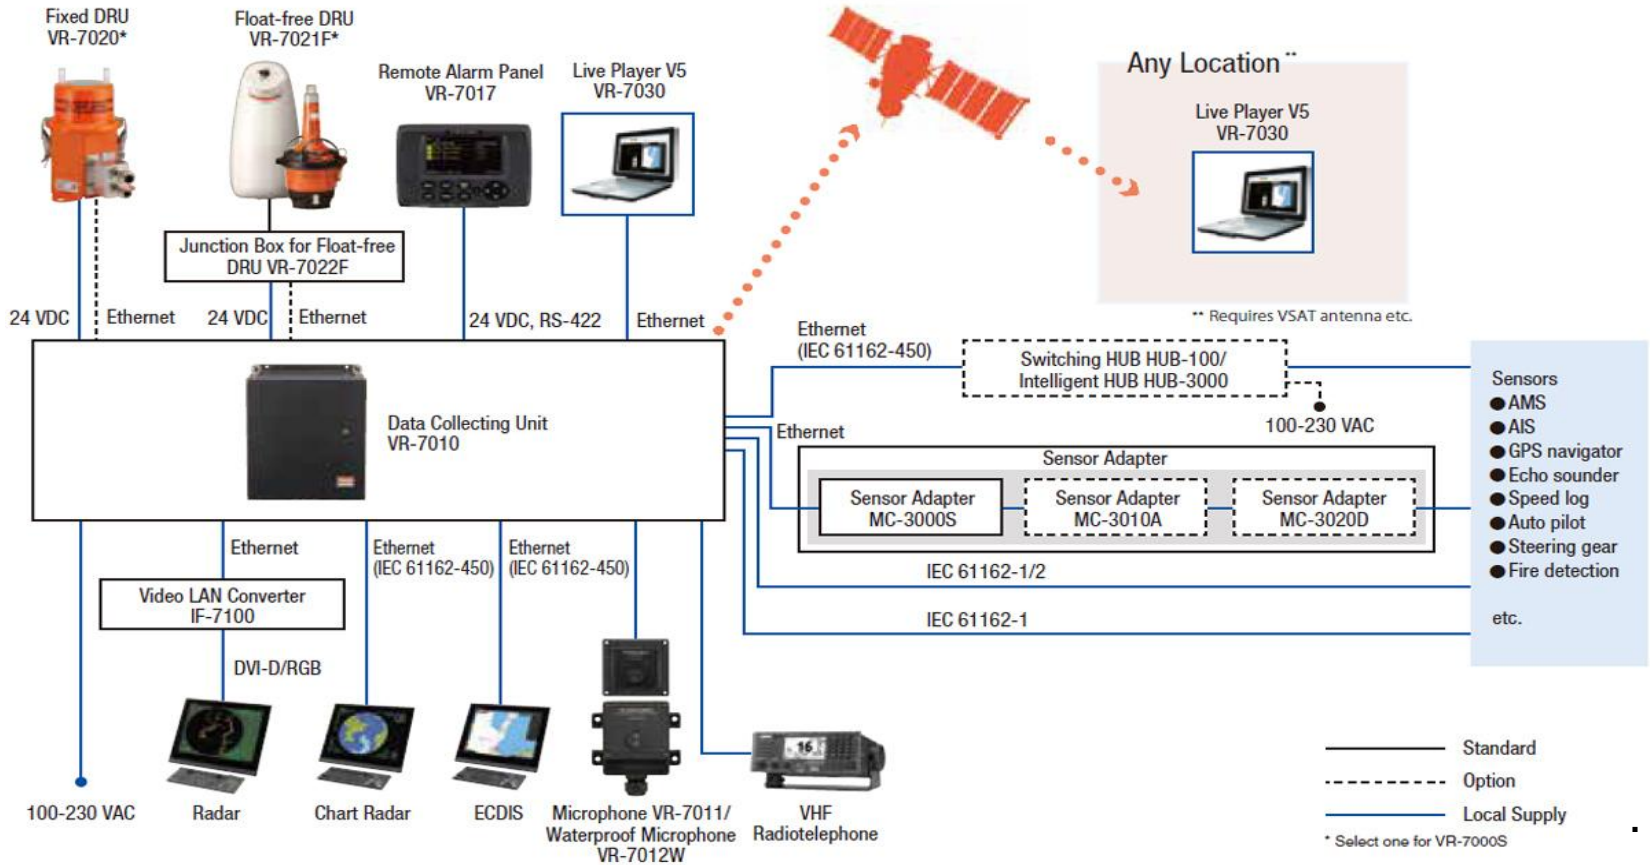 Fixed DRU
VR-7020*
Float-free DRU
VR-7021F*
Remote Alarm Panel
VR-7017
Live Player V5
VR-7030
Any Location **
Live Player V5
VR-7030
** Requires VSAT antenna etc.
Junction Box for Float-free
DRU VR-7022F
24 VDC
Ethernet
24 VDC
Ethernet
24 VDC, RS-422
Ethernet
Data Collecting Unit
VR-7010
Ethernet
(IEC 61162-450)
Switching HUB HUB-100/
Intelligent HUB HUB-3000
100-230 VAC
Ethernet
Sensor Adapter
Sensor Adapter
MC-3000S
Sensor Adapter
MC-3010A
Sensor Adapter
MC-3020D
IEC 61162-1/2
IEC 61162-1
Sensors
● AMS
● AIS
● GPS navigator
● Echo sounder
● Speed log
● Auto pilot
● Steering gear
● Fire detection
etc.
Ethernet
Ethernet
(IEC 61162-450)
Ethernet
(IEC 61162-450)
Video LAN Converter
IF-7100
DVI-D/RGB
16
100-230 VAC
Radar
Chart Radar
ECDIS
Microphone VR-7011/
Waterproof Microphone
VR-7012W
VHF
Radiotelephone
Standard
Option
Local Supply
* Select one for VR-7000S